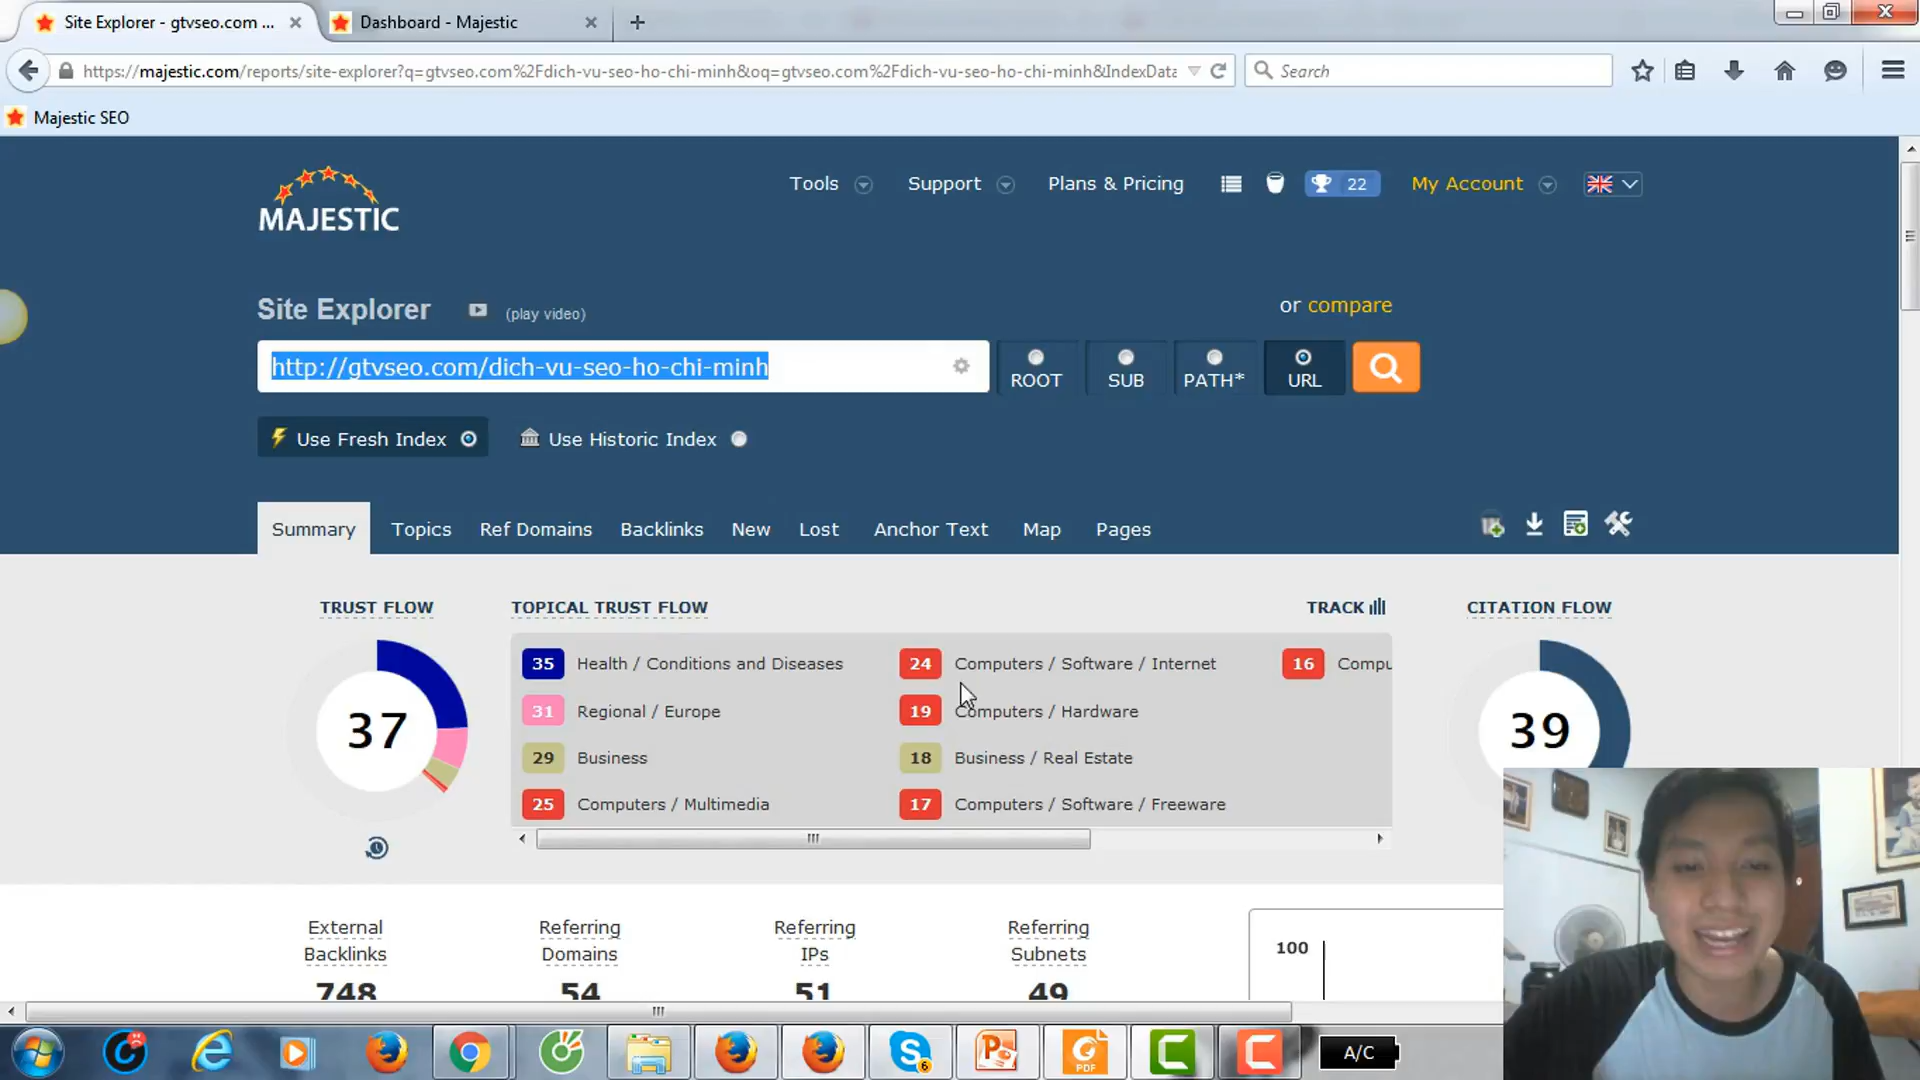 Site Explorer - gtvseo.com ...
Dashboard - Majestic
https://majestic.com/reports/site-explorer?q=gtvseo.com%2Fdich-vu-seo-ho-chi-minh&oq=gtvseo.com%2Fdich-vu-seo-ho-chi-minh&IndexData
Search
Majestic SEO
MAJESTIC
Tools
Support
Plans & Pricing
22
My Account
Site Explorer
(play video)
or compare
http://gtvseo.com/dich-vu-seo-ho-chi-minh
ROOT
SUB
PATH*
URL
Use Fresh Index
Use Historic Index
Summary
Topics
Ref Domains
Backlinks
New
Lost
Anchor Text
Map
Pages
TRUST FLOW
37
TOPICAL TRUST FLOW
TRACK
35 Health / Conditions and Diseases
31 Regional / Europe
29 Business
25 Computers / Multimedia
24 Computers / Software / Internet
19 Computers / Hardware
18 Business / Real Estate
17 Computers / Software / Freeware
16 Compu
CITATION FLOW
39
External
Backlinks
748
Referring
Domains
54
Referring
IPs
51
Referring
Subnets
49
100
6
PDF
A/C